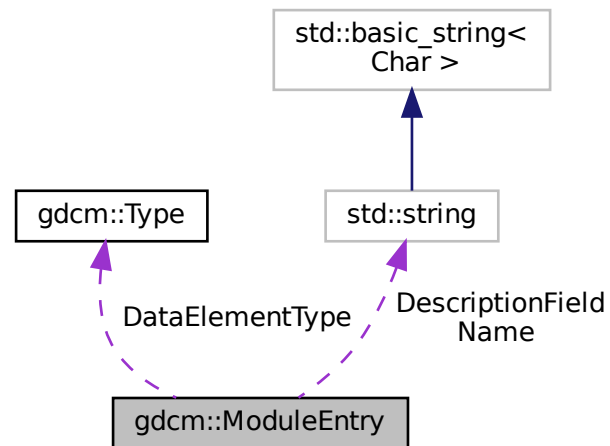 std::basic_string<
Char >
gdcm::Type
std::string
DataElementType
DescriptionField
Name
gdcm::ModuleEntry